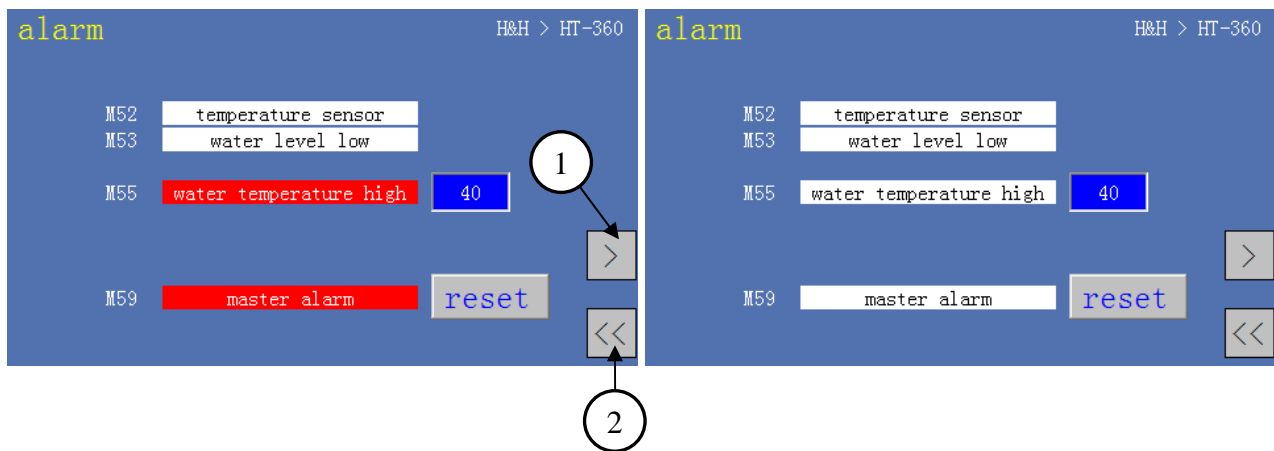 alarm H&H > HT-360
M52 temperature sensor
M53 water level low
M55 water temperature high 40
>
M59 master alarm reset
<<
1
2
alarm H&H > HT-360
M52 temperature sensor
M53 water level low
M55 water temperature high 40
>
M59 master alarm reset
<<